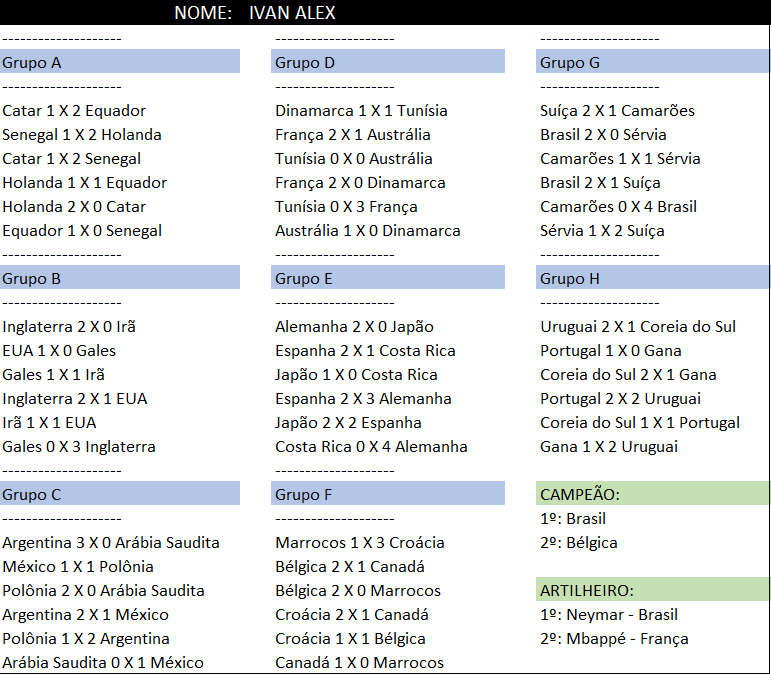 NOME: IVAN ALEX
--------------------
Grupo A
--------------------
Catar 1 X 2 Equador
Senegal 1 X 2 Holanda
Catar 1 X 2 Senegal
Holanda 1 X 1 Equador
Holanda 2 X 0 Catar
Equador 1 X 0 Senegal
--------------------
Grupo B
--------------------
Inglaterra 2 X 0 Irã
EUA 1 X 0 Gales
Gales 1 X 1 Irã
Inglaterra 2 X 1 EUA
Irã 1 X 1 EUA
Gales 0 X 3 Inglaterra
--------------------
Grupo C
--------------------
Argentina 3 X 0 Arábia Saudita
México 1 X 1 Polônia
Polônia 2 X 0 Arábia Saudita
Argentina 2 X 1 México
Polônia 1 X 2 Argentina
Arábia Saudita 0 X 1 México
--------------------
Grupo D
--------------------
Dinamarca 1 X 1 Tunísia
França 2 X 1 Austrália
Tunísia 0 X 0 Austrália
França 2 X 0 Dinamarca
Tunísia 0 X 3 França
Austrália 1 X 0 Dinamarca
--------------------
Grupo E
--------------------
Alemanha 2 X 0 Japão
Espanha 2 X 1 Costa Rica
Japão 1 X 0 Costa Rica
Espanha 2 X 3 Alemanha
Japão 2 X 2 Espanha
Costa Rica 0 X 4 Alemanha
--------------------
Grupo F
--------------------
Marrocos 1 X 3 Croácia
Bélgica 2 X 1 Canadá
Bélgica 2 X 0 Marrocos
Croácia 2 X 1 Canadá
Croácia 1 X 1 Bélgica
Canadá 1 X 0 Marrocos
--------------------
Grupo G
--------------------
Suíça 2 X 1 Camarões
Brasil 2 X 0 Sérvia
Camarões 1 X 1 Sérvia
Brasil 2 X 1 Suíça
Camarões 0 X 4 Brasil
Sérvia 1 X 2 Suíça
--------------------
Grupo H
--------------------
Uruguai 2 X 1 Coreia do Sul
Portugal 1 X 0 Gana
Coreia do Sul 2 X 1 Gana
Portugal 2 X 2 Uruguai
Coreia do Sul 1 X 1 Portugal
Gana 1 X 2 Uruguai
CAMPEÃO:
1º: Brasil
2º: Bélgica
ARTILHEIRO:
1º: Neymar - Brasil
2º: Mbappé - França